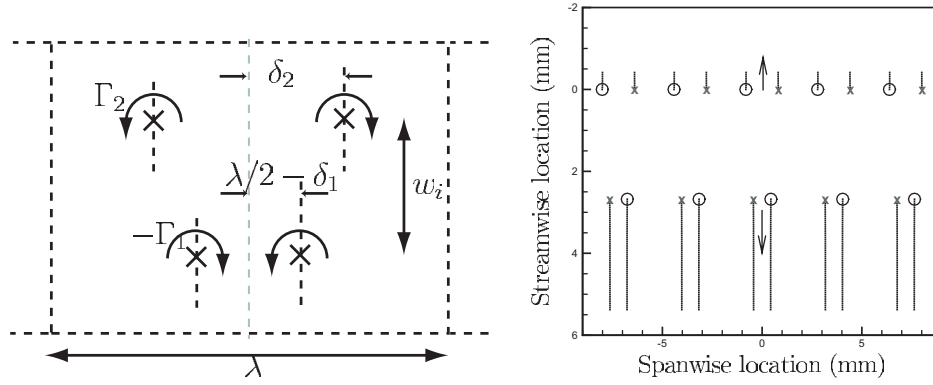 δ₂
Γ₂
λ/2 − δ₁
wᵢ
−Γ₁
λ
-2
0
2
4
6
Streamwise location (mm)
-5
0
5
Spanwise location (mm)